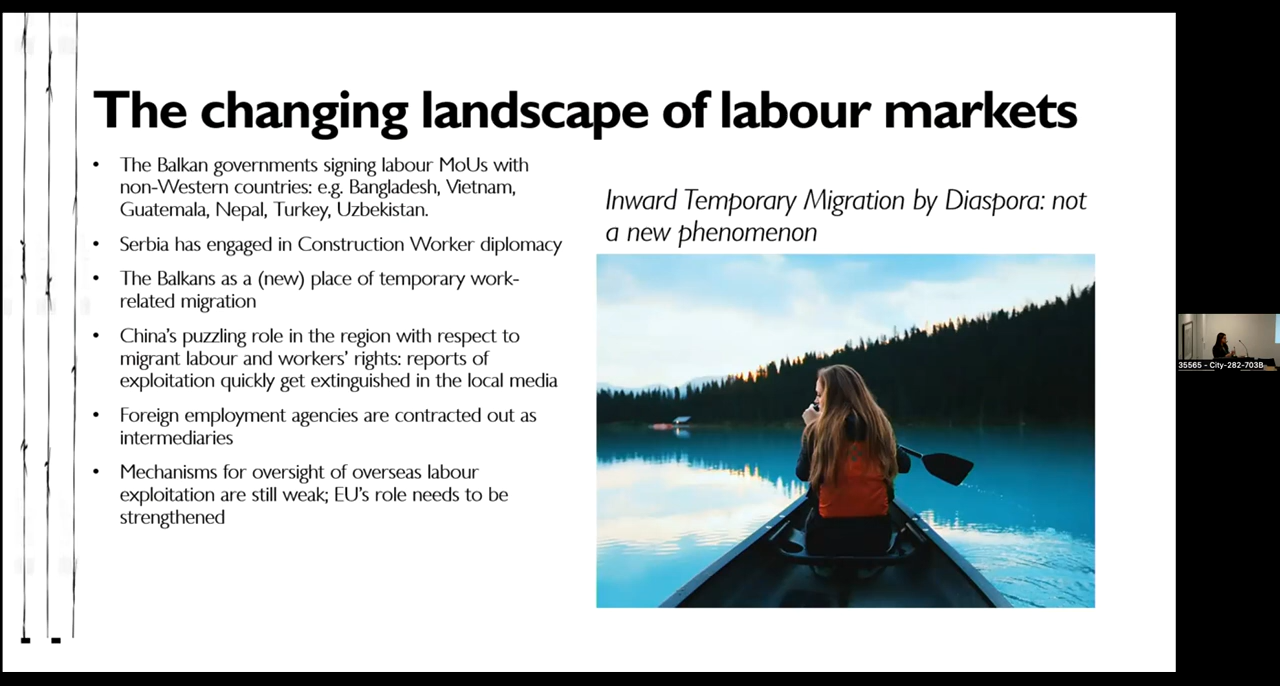 The changing landscape of labour markets
• The Balkan governments signing labour MoUs with
non-Western countries: e.g. Bangladesh, Vietnam,
Guatemala, Nepal, Turkey, Uzbekistan.
• Serbia has engaged in Construction Worker diplomacy
• The Balkans as a (new) place of temporary work-
related migration
• China's puzzling role in the region with respect to
migrant labour and workers' rights: reports of
exploitation quickly get extinguished in the local media
• Foreign employment agencies are contracted out as
intermediaries
• Mechanisms for oversight of overseas labour
exploitation are still weak; EU's role needs to be
strengthened
Inward Temporary Migration by Diaspora: not
a new phenomenon
35565 - City-282-703B